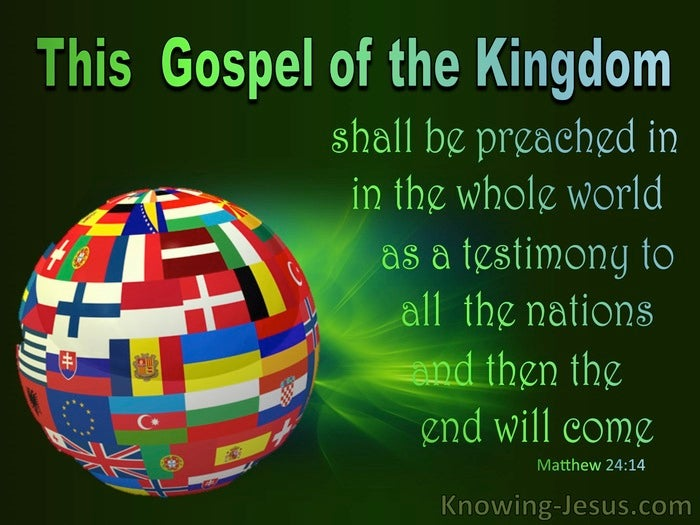 This Gospel of the Kingdom
shall be preached in
in the whole world
as a testimony to
all the nations
and then the
end will come
Matthew 24:14
Knowing-Jesus.com